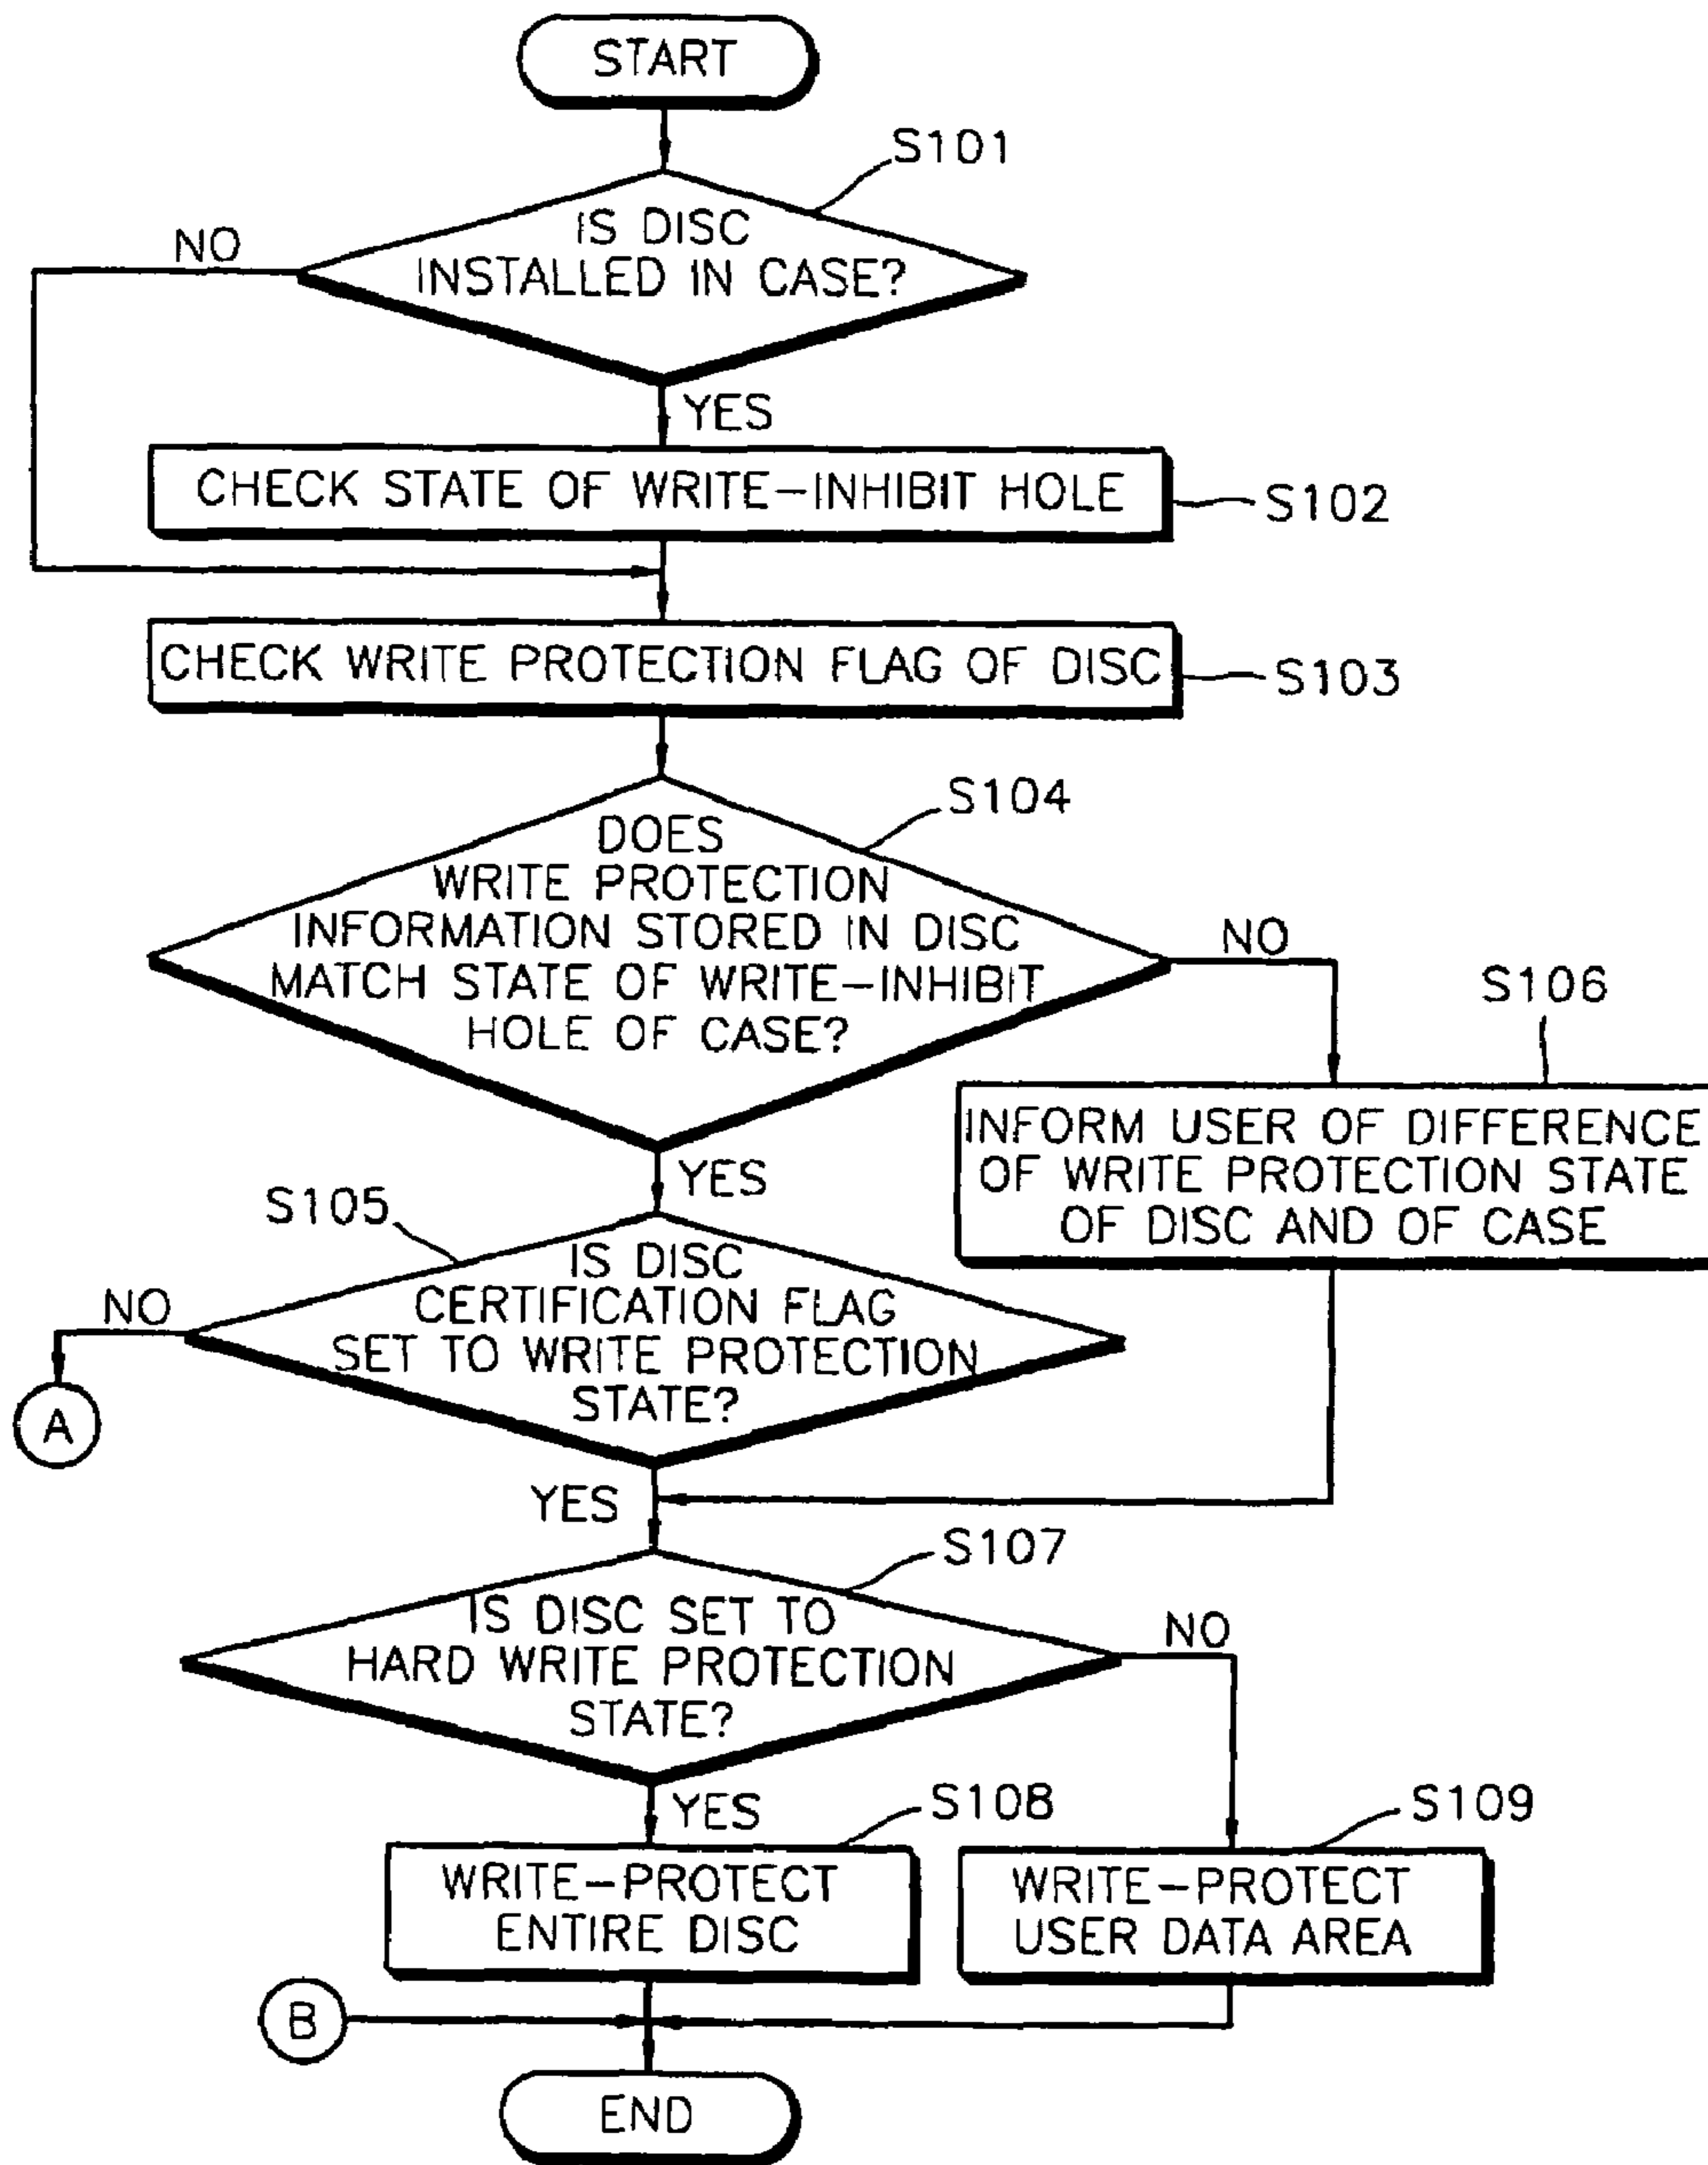 START
S101
IS DISC
INSTALLED IN CASE?
NO
YES
CHECK STATE OF WRITE-INHIBIT HOLE
S102
CHECK WRITE PROTECTION FLAG OF DISC
S103
S104
DOES
WRITE PROTECTION
INFORMATION STORED IN DISC
MATCH STATE OF WRITE-INHIBIT
HOLE OF CASE?
NO
YES
S106
INFORM USER OF DIFFERENCE
OF WRITE PROTECTION STATE
OF DISC AND OF CASE
S105
IS DISC
CERTIFICATION FLAG
SET TO WRITE PROTECTION
STATE?
NO
A
YES
S107
IS DISC SET TO
HARD WRITE PROTECTION
STATE?
NO
YES
S108
WRITE-PROTECT
ENTIRE DISC
S109
WRITE-PROTECT
USER DATA AREA
B
END